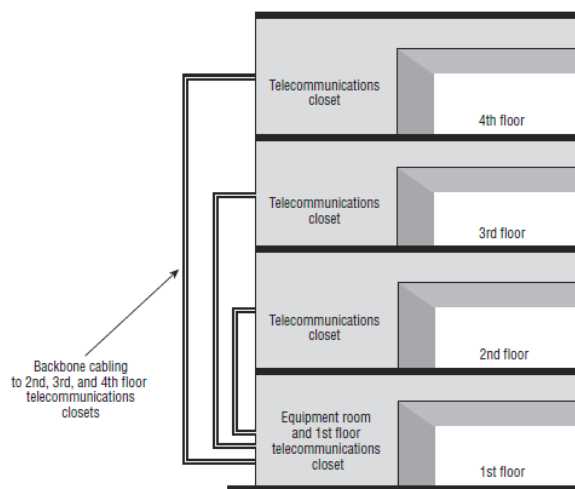 Telecommunications
closet
4th floor
Telecommunications
closet
3rd floor
Telecommunications
closet
2nd floor
Backbone cabling
to 2nd, 3rd, and 4th floor
telecommunications
closets
Equipment room
and 1st floor
telecommunications
closet
1st floor